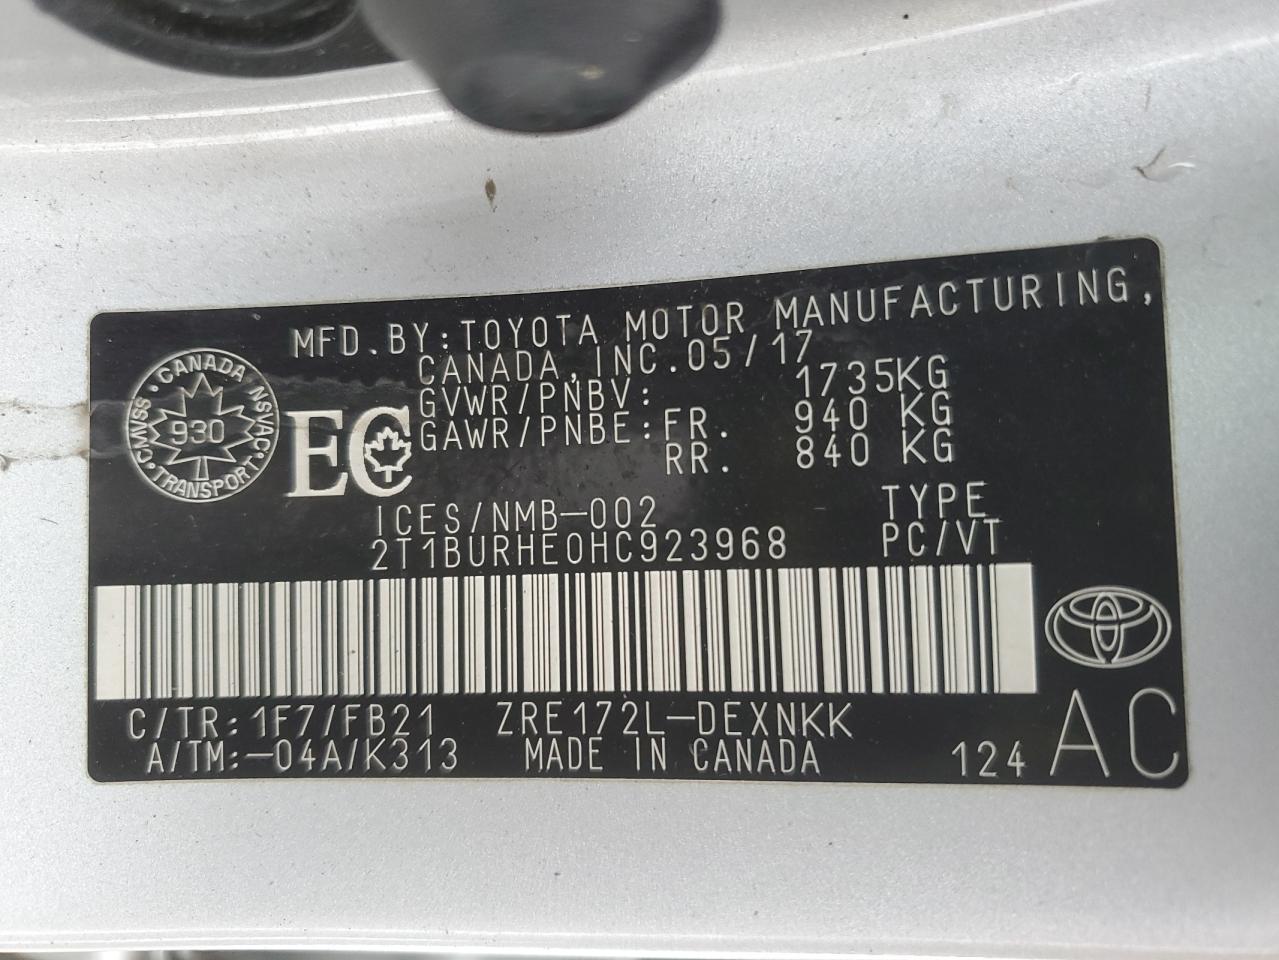 MFD.BY:TOYOTA MOTOR MANUFACTURING,
CANADA, INC.05/17
GVWR/PNBV: 1735KG
GAWR/PNBE:FR. 940 KG
RR. 840 KG
CANADA NSVAC•TRANSPORT•CMVSS•
930
EC
ICES/NMB-002
TYPE
2T1BURHE0HC923968
PC/VT
C/TR:1F7/FB21
ZRE172L-DEXNKK
A/TM:-04A/K313
MADE IN CANADA
124
AC